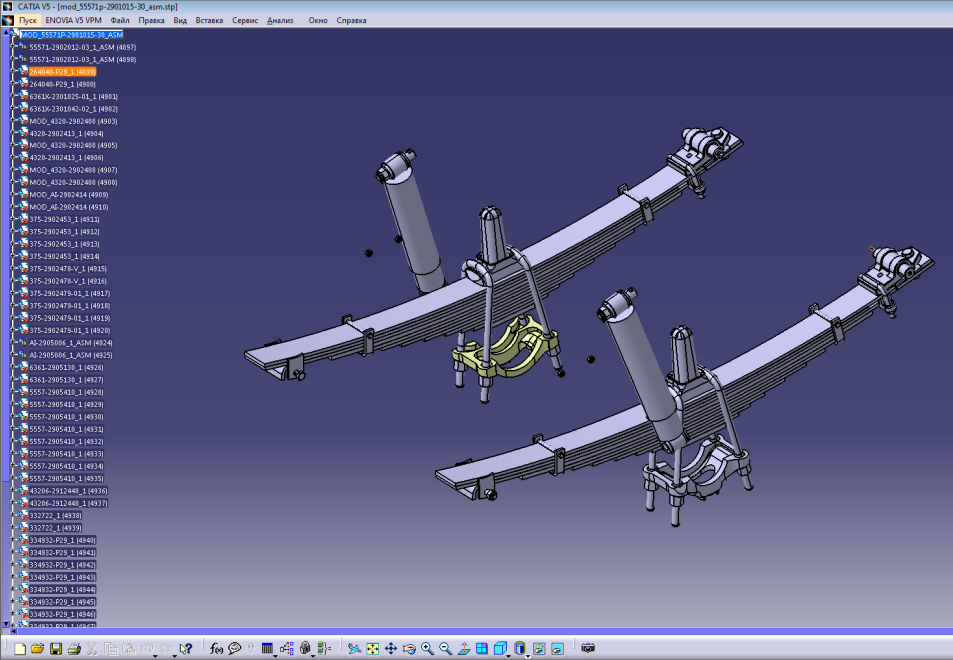 CATIA V5 - [mod_55571p-2901015-30_asm.stp]
Пуск ENOVIA V5 VPM Файл Правка Вид Вставка Сервис Анализ Окно Справка
MOD_55571P-2901015-30_ASM
55571-2902012-03_1_ASM (4897)
55571-2902012-03_1_ASM (4898)
264040-P29_1 (4899)
264040-P29_1 (4900)
6361X-2301025-01_1 (4901)
6361X-2301042-02_1 (4902)
MOD_4320-2902408 (4903)
4320-2902413_1 (4904)
MOD_4320-2902408 (4905)
4320-2902413_1 (4906)
MOD_4320-2902408 (4907)
MOD_4320-2902408 (4908)
MOD_AI-2902414 (4909)
MOD_AI-2902414 (4910)
375-2902453_1 (4911)
375-2902453_1 (4912)
375-2902453_1 (4913)
375-2902453_1 (4914)
375-2902478-V_1 (4915)
375-2902478-V_1 (4916)
375-2902479-01_1 (4917)
375-2902479-01_1 (4918)
375-2902479-01_1 (4919)
375-2902479-01_1 (4920)
AI-2905006_1_ASM (4924)
AI-2905006_1_ASM (4925)
6361-2905130_1 (4926)
6361-2905130_1 (4927)
5557-2905410_1 (4928)
5557-2905410_1 (4929)
5557-2905410_1 (4930)
5557-2905410_1 (4931)
5557-2905410_1 (4932)
5557-2905410_1 (4933)
5557-2905410_1 (4934)
5557-2905410_1 (4935)
43206-2912440_1 (4936)
43206-2912440_1 (4937)
332722_1 (4938)
332722_1 (4939)
334932-P29_1 (4940)
334932-P29_1 (4941)
334932-P29_1 (4942)
334932-P29_1 (4943)
334932-P29_1 (4944)
334932-P29_1 (4945)
334932-P29_1 (4946)
334932-P29_1 (4947)